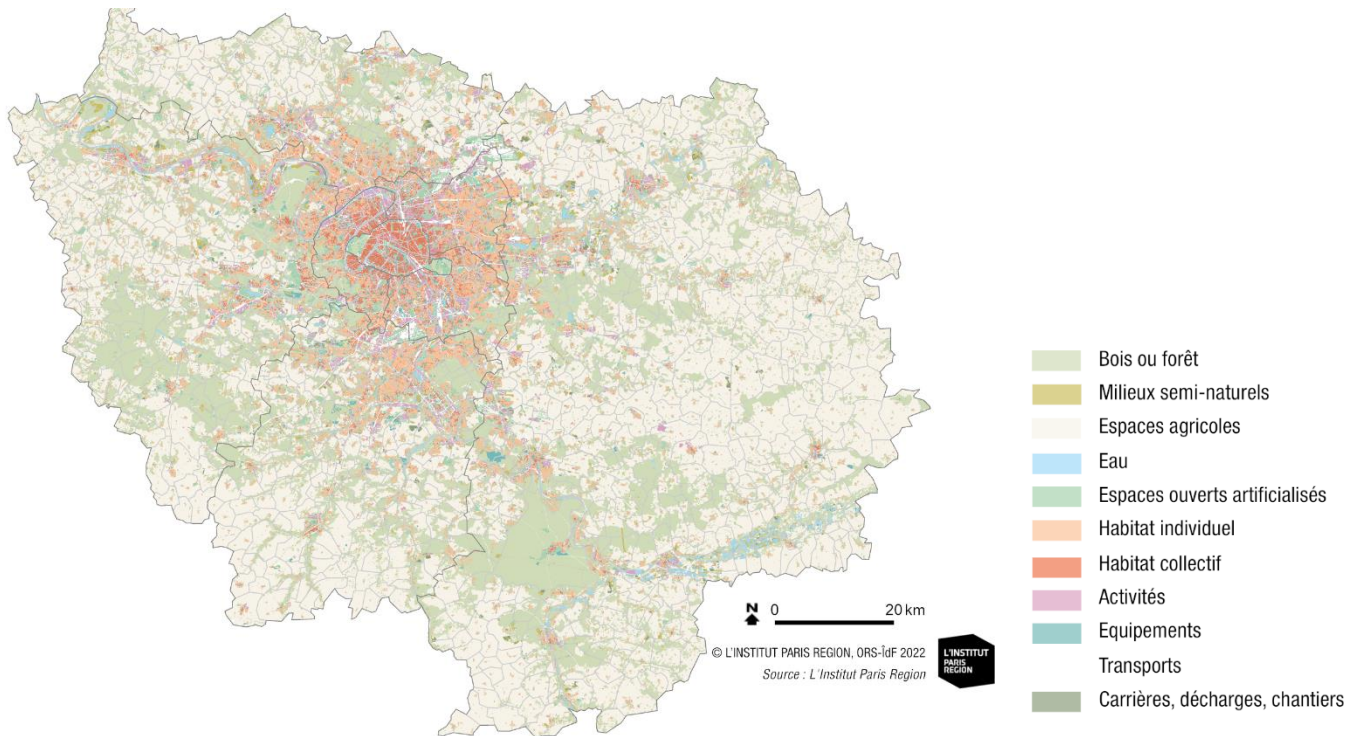 Bois ou forêt
Milieux semi-naturels
Espaces agricoles
Eau
Espaces ouverts artificialisés
Habitat individuel
Habitat collectif
Activités
Equipements
Transports
Carrières, décharges, chantiers
N 0 20 km
© L'INSTITUT PARIS REGION, ORS-ÎdF 2022
Source : L'Institut Paris Region
L'INSTITUT
PARIS
REGION